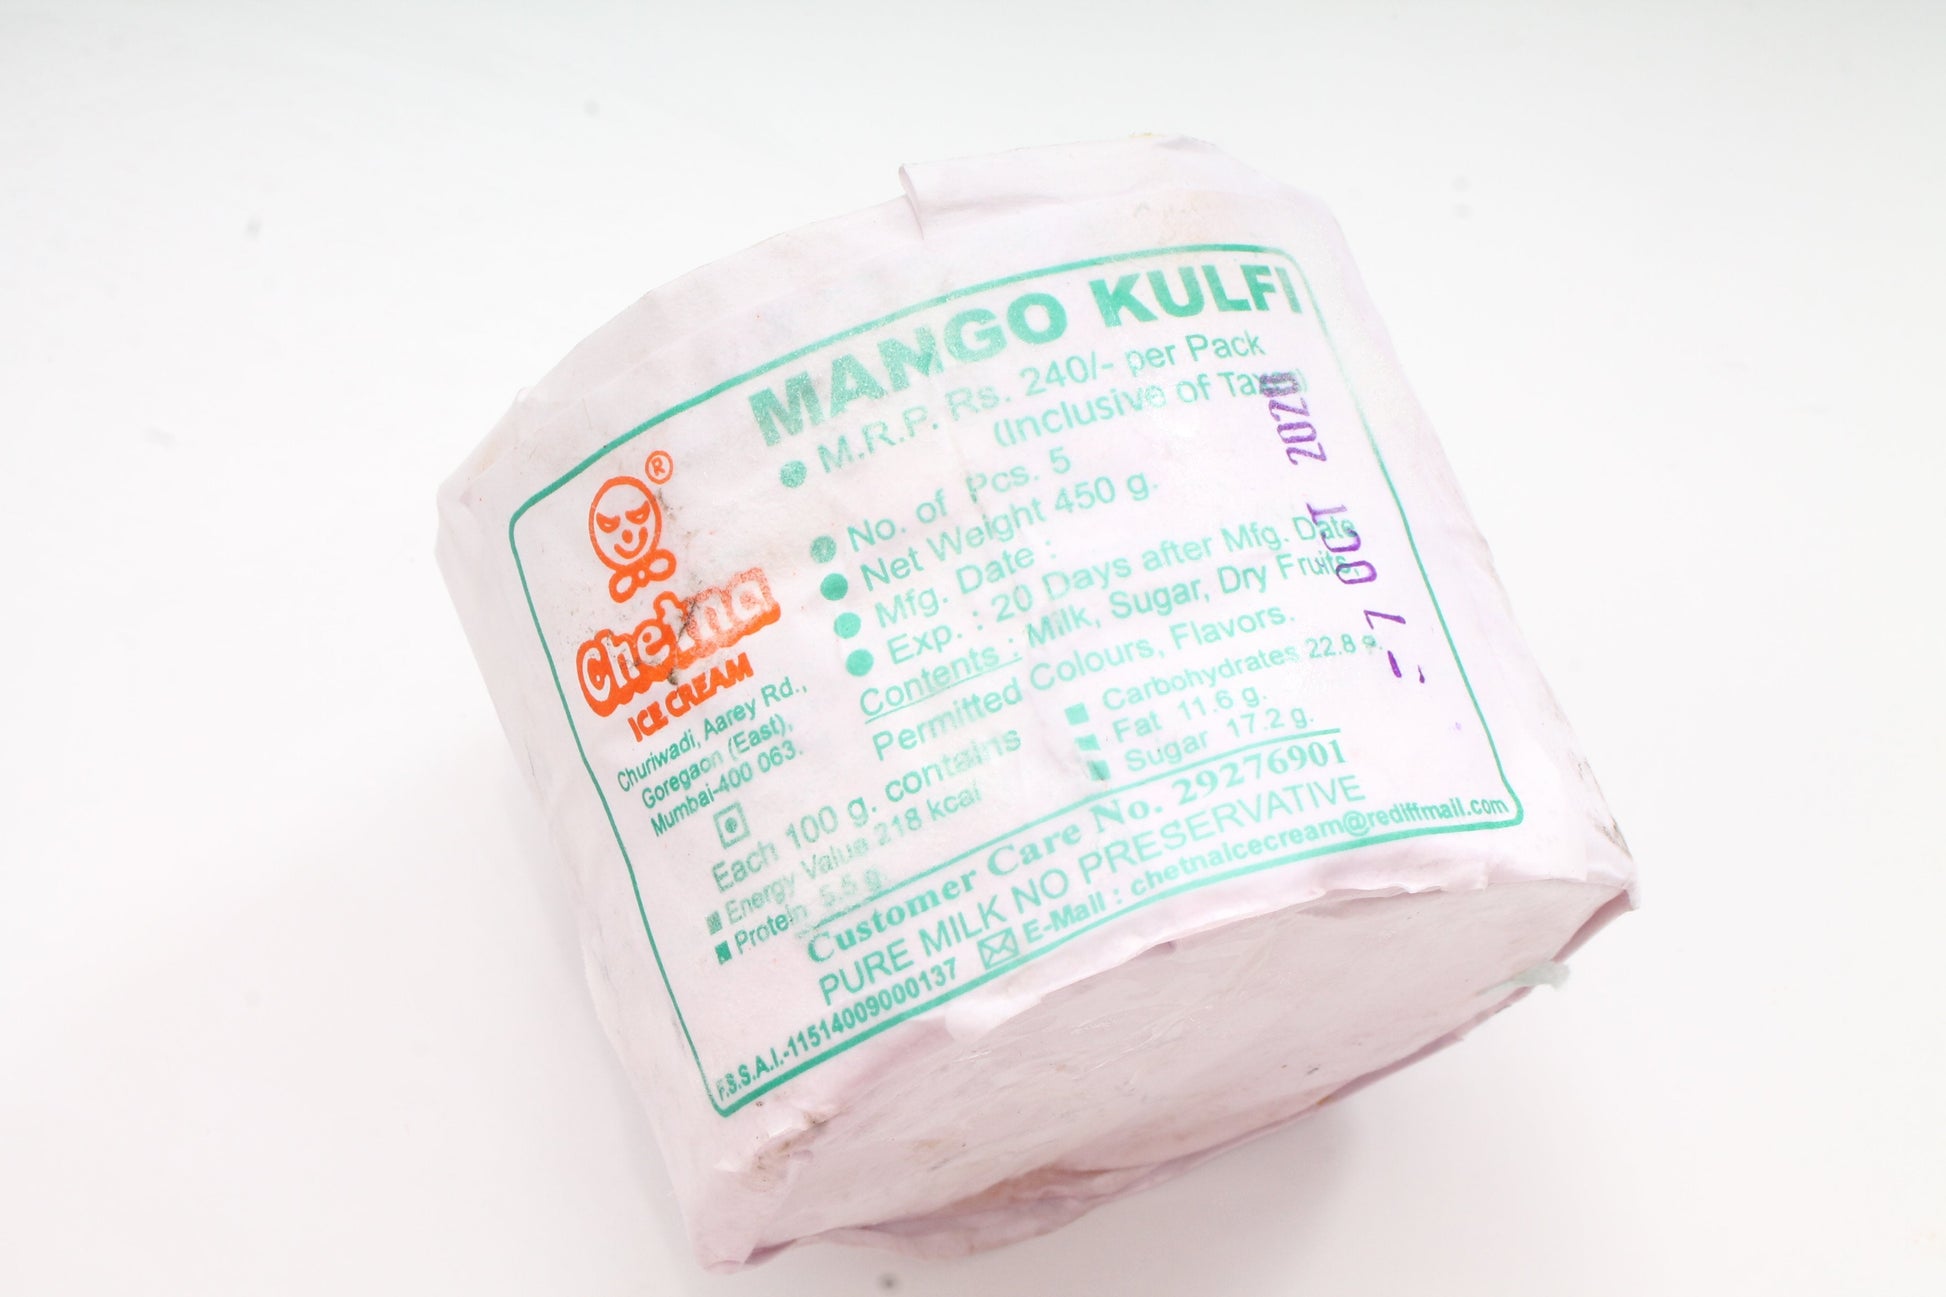 MANGO KULFI
M.R.P. Rs. 240/- per Pack
(Inclusive of Taxes)
No. of Pcs. 5
Net Weight 450 g.
Mfg. Date :
Exp. : 20 Days after Mfg. Date
Contents : Milk, Sugar, Dry Fruits,
Permitted Colours, Flavors.
®
Chetna
ICE CREAM
Churiwadi, Aarey Rd.,
Goregaon (East),
Mumbai-400 063.
Each 100 g. contains
Energy Value 218 kcal
Protein 5.5 g.
Carbohydrates 22.8 g.
Fat 11.6 g.
Sugar 17.2 g.
Customer Care No. 29276901
PURE MILK NO PRESERVATIVE
F.S.S.A.I.-11514009000137
E-Mail : chetnaicecream@rediffmail.com
-7 OCT 2020